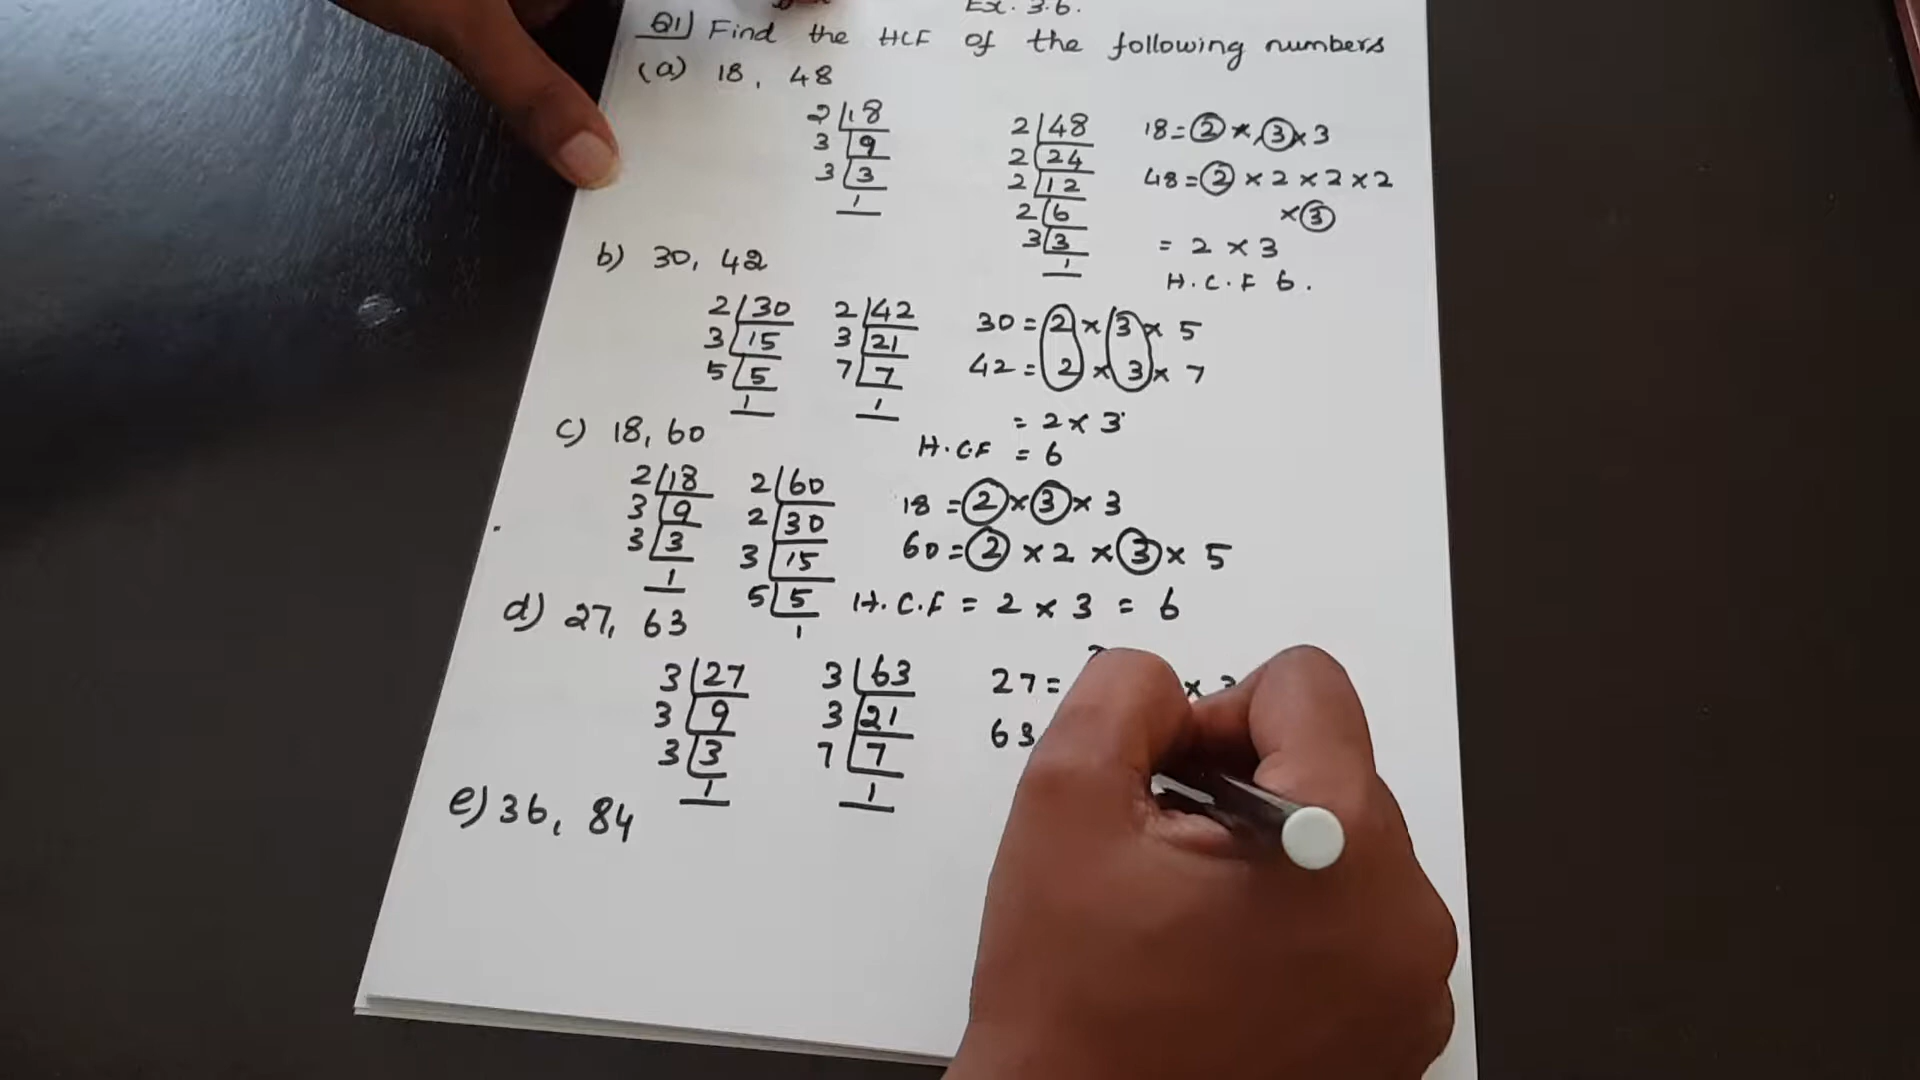 Ex. 3.6.
Q1) Find the HCF of the following numbers
(a) 18, 48
2 18
3 9
3 3
1
2 48
2 24
2 12
2 6
3 3
1
18 = 2 × 3 × 3
48 = 2 × 2 × 2 × 2
× 3
= 2 × 3
H.C.F 6.
b) 30, 42
2 30
3 15
5 5
1
2 42
3 21
7 7
1
30 = 2 × 3 × 5
42 = 2 × 3 × 7
= 2 × 3
H.C.F = 6
c) 18, 60
2 18
3 9
3 3
1
2 60
2 30
3 15
5 5
1
18 = 2 × 3 × 3
60 = 2 × 2 × 3 × 5
H.C.F = 2 × 3 = 6
d) 27, 63
3 27
3 9
3 3
1
3 63
3 21
7 7
1
27 = × 3
63
e) 36, 84